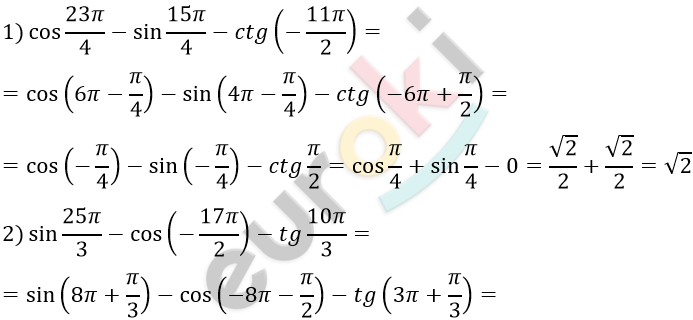 1) cos 23π/4 − sin 15π/4 − ctg (− 11π/2) =
= cos (6π − π/4) − sin (4π − π/4) − ctg (−6π + π/2) =
= cos (− π/4) − sin (− π/4) − ctg π/2 = cos π/4 + sin π/4 − 0 = √2/2 + √2/2 = √2
2) sin 25π/3 − cos (− 17π/2) − tg 10π/3 =
= sin (8π + π/3) − cos (−8π − π/2) − tg (3π + π/3) =
euroki